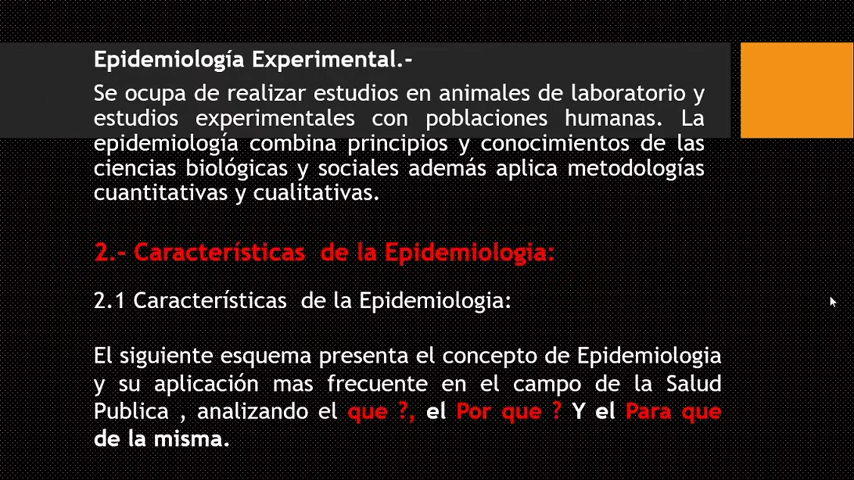 Epidemiología Experimental.-
Se ocupa de realizar estudios en animales de laboratorio y
estudios experimentales con poblaciones humanas. La
epidemiología combina principios y conocimientos de las
ciencias biológicas y sociales además aplica metodologías
cuantitativas y cualitativas.
2.- Características de la Epidemiologia:
2.1 Características de la Epidemiologia:
El siguiente esquema presenta el concepto de Epidemiologia
y su aplicación mas frecuente en el campo de la Salud
Publica , analizando el que ?, el Por que ? Y el Para que
de la misma.